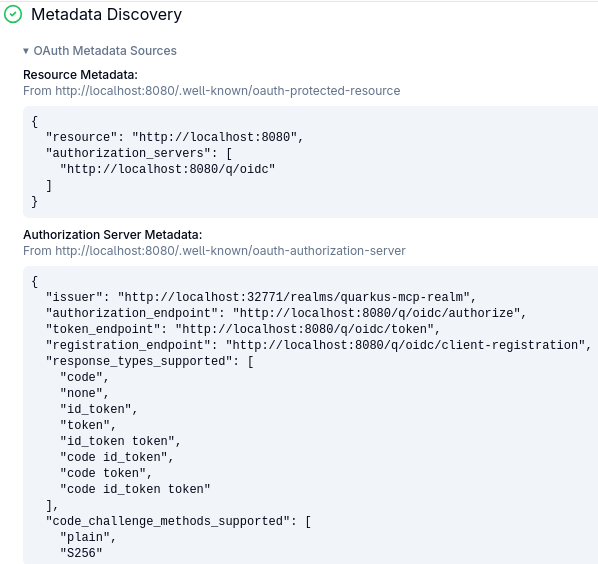 Metadata Discovery
▾ OAuth Metadata Sources
Resource Metadata:
From http://localhost:8080/.well-known/oauth-protected-resource
{
  "resource": "http://localhost:8080",
  "authorization_servers": [
    "http://localhost:8080/q/oidc"
  ]
}
Authorization Server Metadata:
From http://localhost:8080/.well-known/oauth-authorization-server
{
  "issuer": "http://localhost:32771/realms/quarkus-mcp-realm",
  "authorization_endpoint": "http://localhost:8080/q/oidc/authorize",
  "token_endpoint": "http://localhost:8080/q/oidc/token",
  "registration_endpoint": "http://localhost:8080/q/oidc/client-registration",
  "response_types_supported": [
    "code",
    "none",
    "id_token",
    "token",
    "id_token token",
    "code id_token",
    "code token",
    "code id_token token"
  ],
  "code_challenge_methods_supported": [
    "plain",
    "S256"